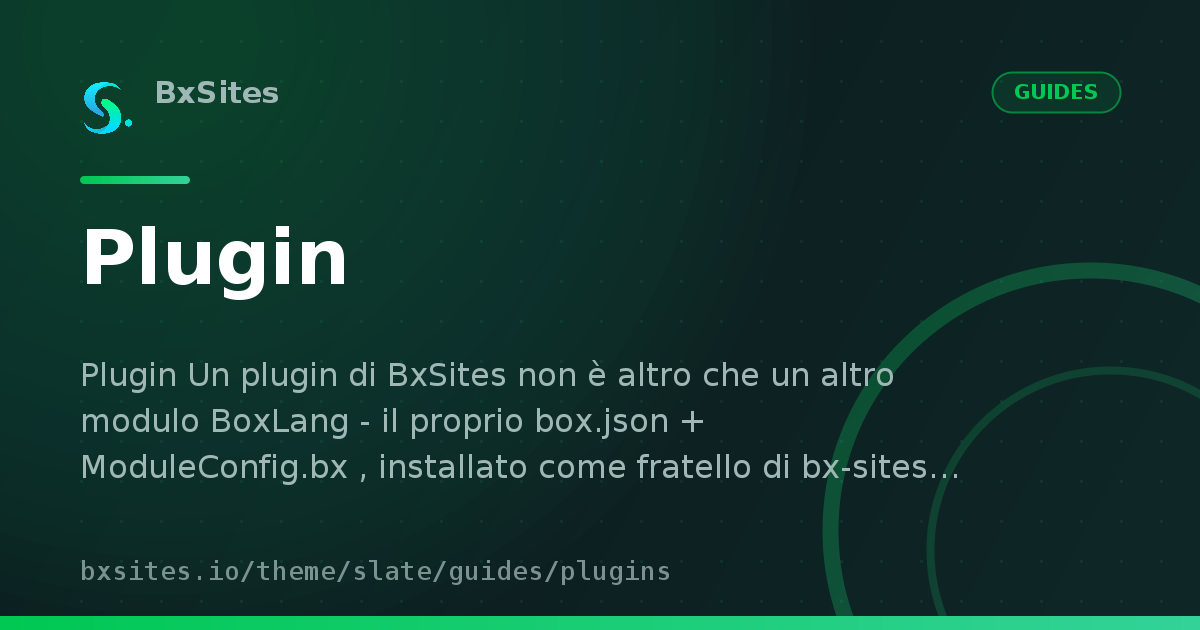 BxSites
GUIDES
Plugin
Plugin Un plugin di BxSites non è altro che un altro
modulo BoxLang - il proprio box.json +
ModuleConfig.bx , installato come fratello di bx-sites…
bxsites.io/theme/slate/guides/plugins